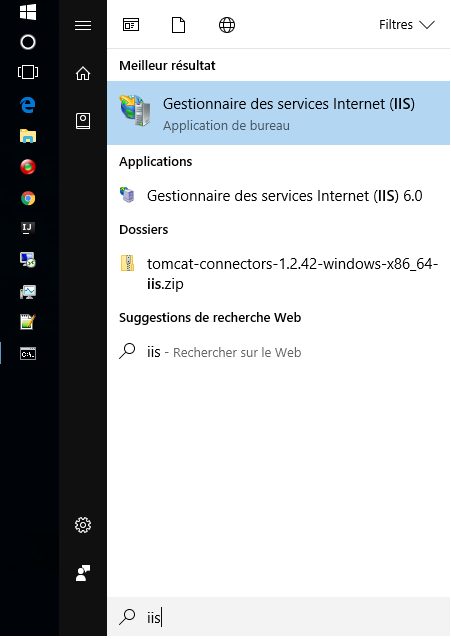 Filtres
Meilleur résultat
Gestionnaire des services Internet (IIS)
Application de bureau
Applications
Gestionnaire des services Internet (IIS) 6.0
Dossiers
tomcat-connectors-1.2.42-windows-x86_64-
iis.zip
Suggestions de recherche Web
iis - Rechercher sur le Web
iis